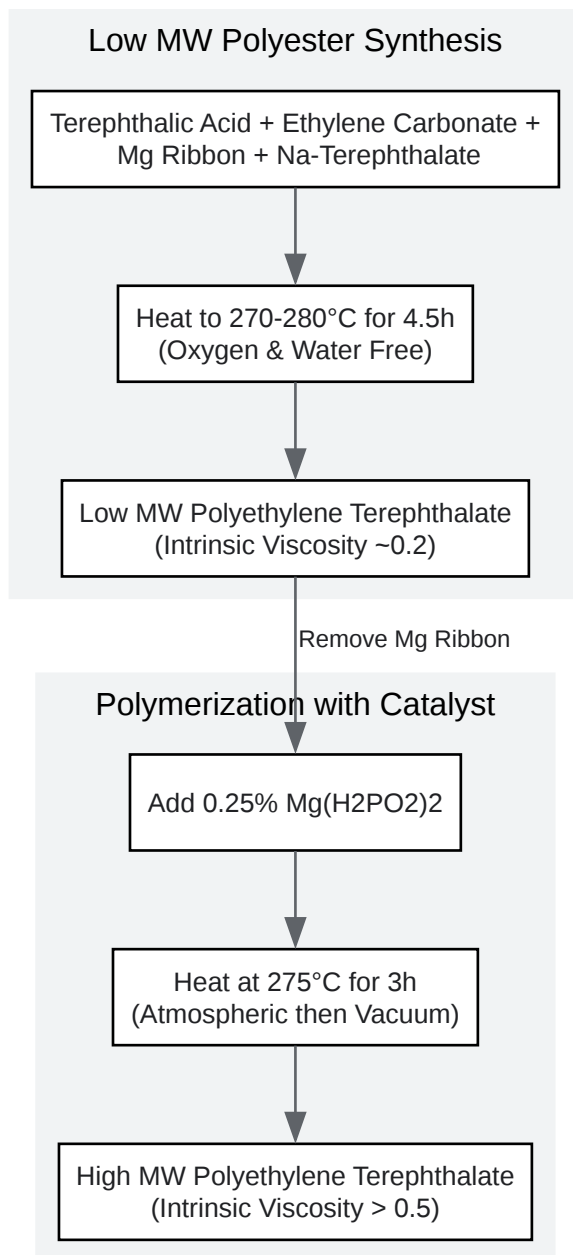 Low MW Polyester Synthesis
Terephthalic Acid + Ethylene Carbonate +
Mg Ribbon + Na-Terephthalate
Heat to 270-280°C for 4.5h
(Oxygen & Water Free)
Low MW Polyethylene Terephthalate
(Intrinsic Viscosity ~0.2)
Remove Mg Ribbon
Polymerization with Catalyst
Add 0.25% Mg(H2PO2)2
Heat at 275°C for 3h
(Atmospheric then Vacuum)
High MW Polyethylene Terephthalate
(Intrinsic Viscosity > 0.5)